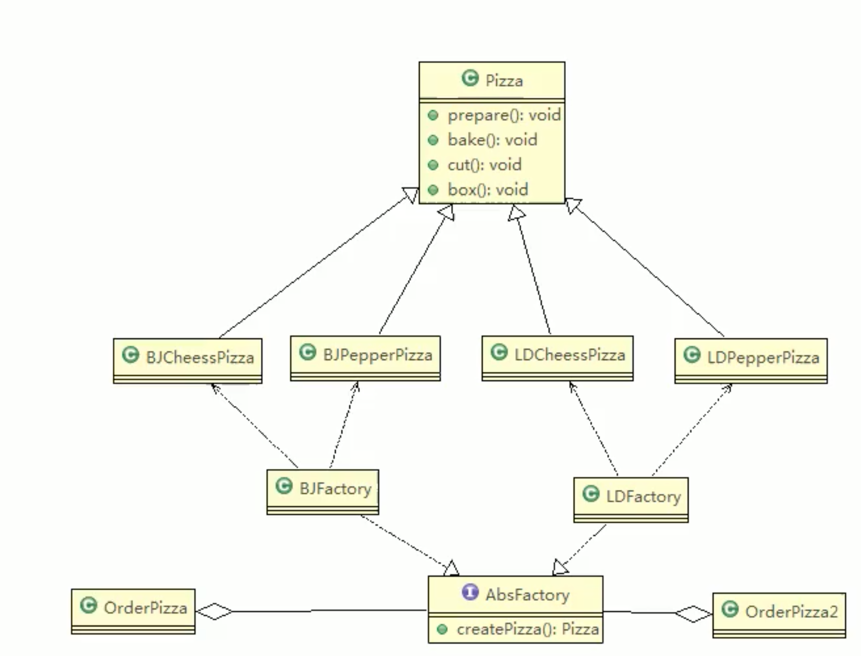 Pizza
prepare(): void
bake(): void
cut(): void
box(): void
BJCheessPizza
BJPepperPizza
LDCheessPizza
LDPepperPizza
BJFactory
LDFactory
OrderPizza
AbsFactory
OrderPizza2
createPizza(): Pizza